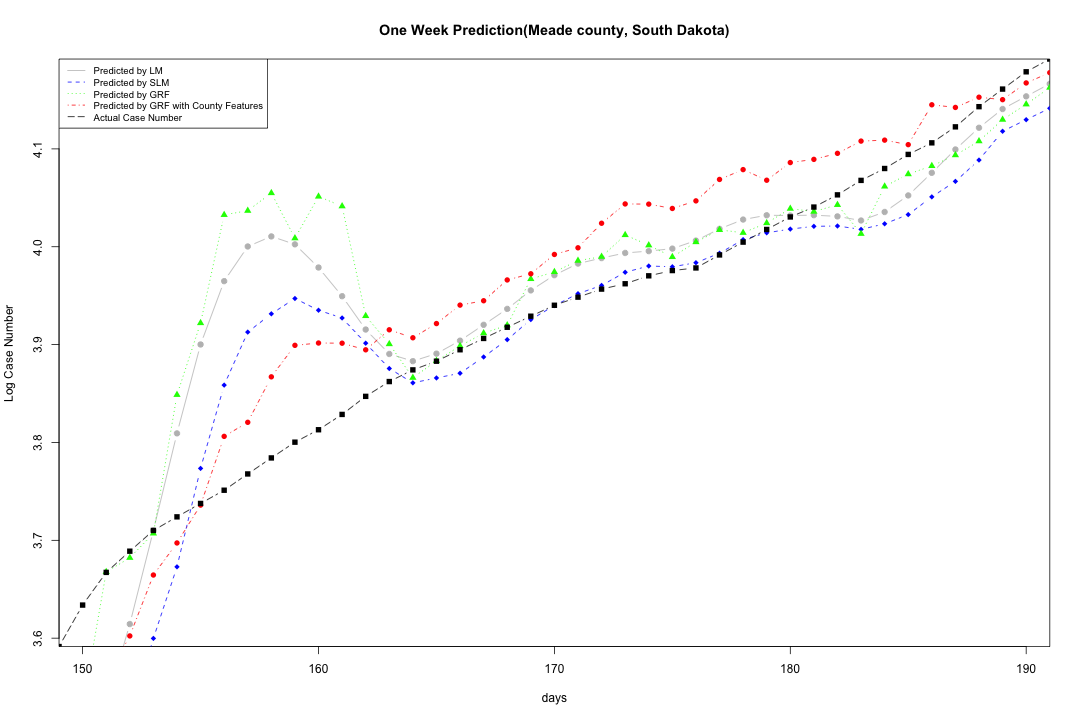 One Week Prediction(Meade county, South Dakota)
Predicted by LM
Predicted by SLM
Predicted by GRF
Predicted by GRF with County Features
Actual Case Number
Log Case Number
4.1
4.0
3.9
3.8
3.7
3.6
150 160 170 180 190
days